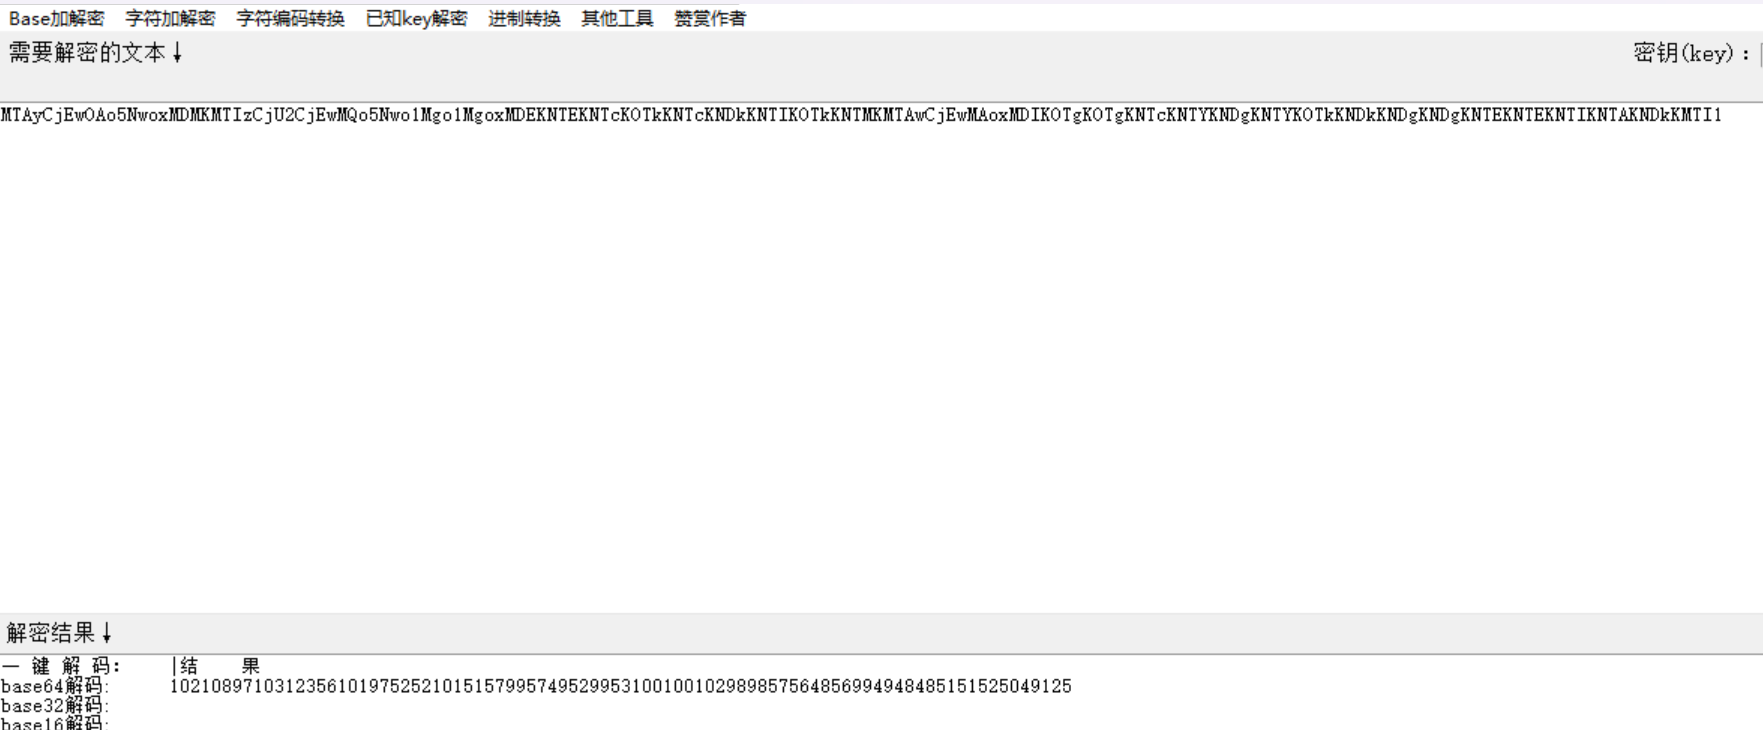 Base加解密 字符加解密 字符编码转换 已知key解密 进制转换 其他工具 赞赏作者
需要解密的文本↓ 密钥(key)：
MTAyCjEwOAo5NwoxMDMKMTIzCjU2CjEwMQo5Nwo1Mgo1MgoxMDEKNTEKNTcKOTkKNTcKNDkKNTIKOTkKNTMKMTAwCjEwMAoxMDIKOTgKOTgKNTcKNTYKNDgKNTYKOTkKNDkKNDgKNDgKNTEKNTEKNTIKNTAKNDkKMTI1
解密结果↓
一 键 解 码: |结 果
base64解码: 10210897103123561019752521015157995749529953100100102989857564856994948485151525049125
base32解码:
base16解码: